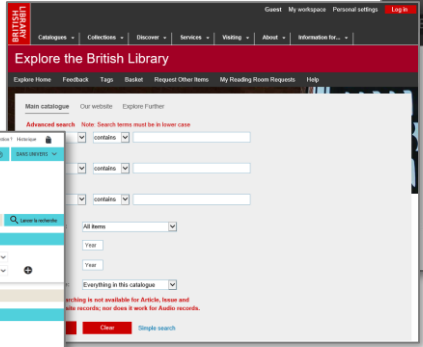 BRITISH
LIBRARY
Guest My workspace Personal settings Log in
Catalogues Collections Discover Services Visiting About Information for...
Explore the British Library
Explore Home Feedback Tags Basket Request Other Items My Reading Room Requests Help
Main catalogue Our website Explore Further
Advanced search Note: Search terms must be in lower case
contains
Historique
DANS UNIVERS
contains
contains
Lancer la recherche
All items
Year
Year
Everything in this catalogue
is not available for Article, Issue and
records; nor does it work for Audio records.
Clear Simple search